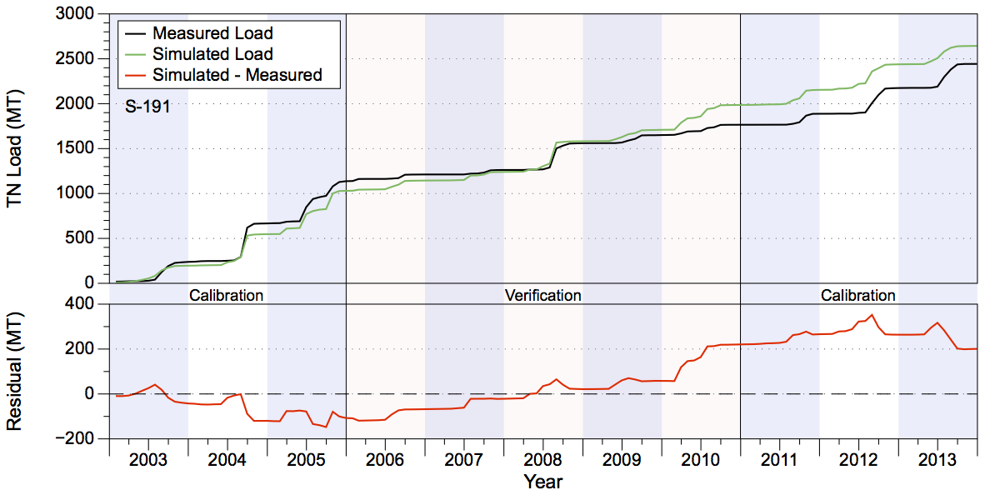 3000
2500
2000
1500
1000
500
0
TN Load (MT)
Measured Load
Simulated Load
Simulated - Measured
S-191
Calibration
Verification
Calibration
400
200
0
−200
Residual (MT)
2003 2004 2005 2006 2007 2008 2009 2010 2011 2012 2013
Year